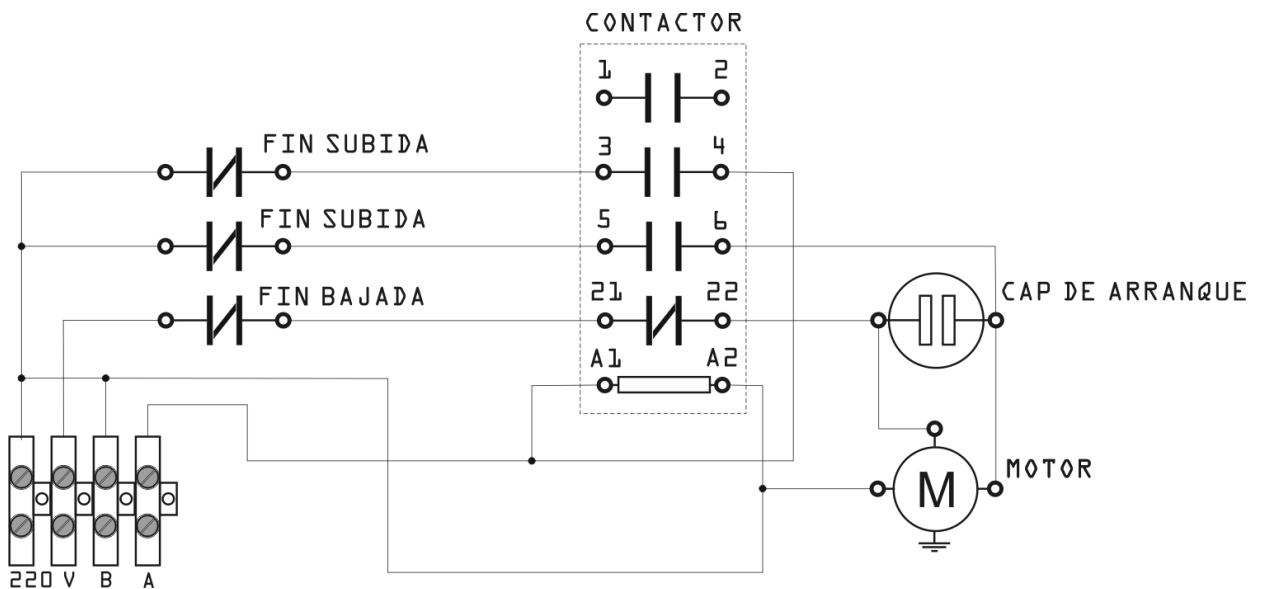 CONTACTOR
1 2
FIN SUBIDA
3 4
FIN SUBIDA
5 6
FIN BAJADA
21 22
CAP DE ARRANQUE
A1 A2
MOTOR
M
220 V B A